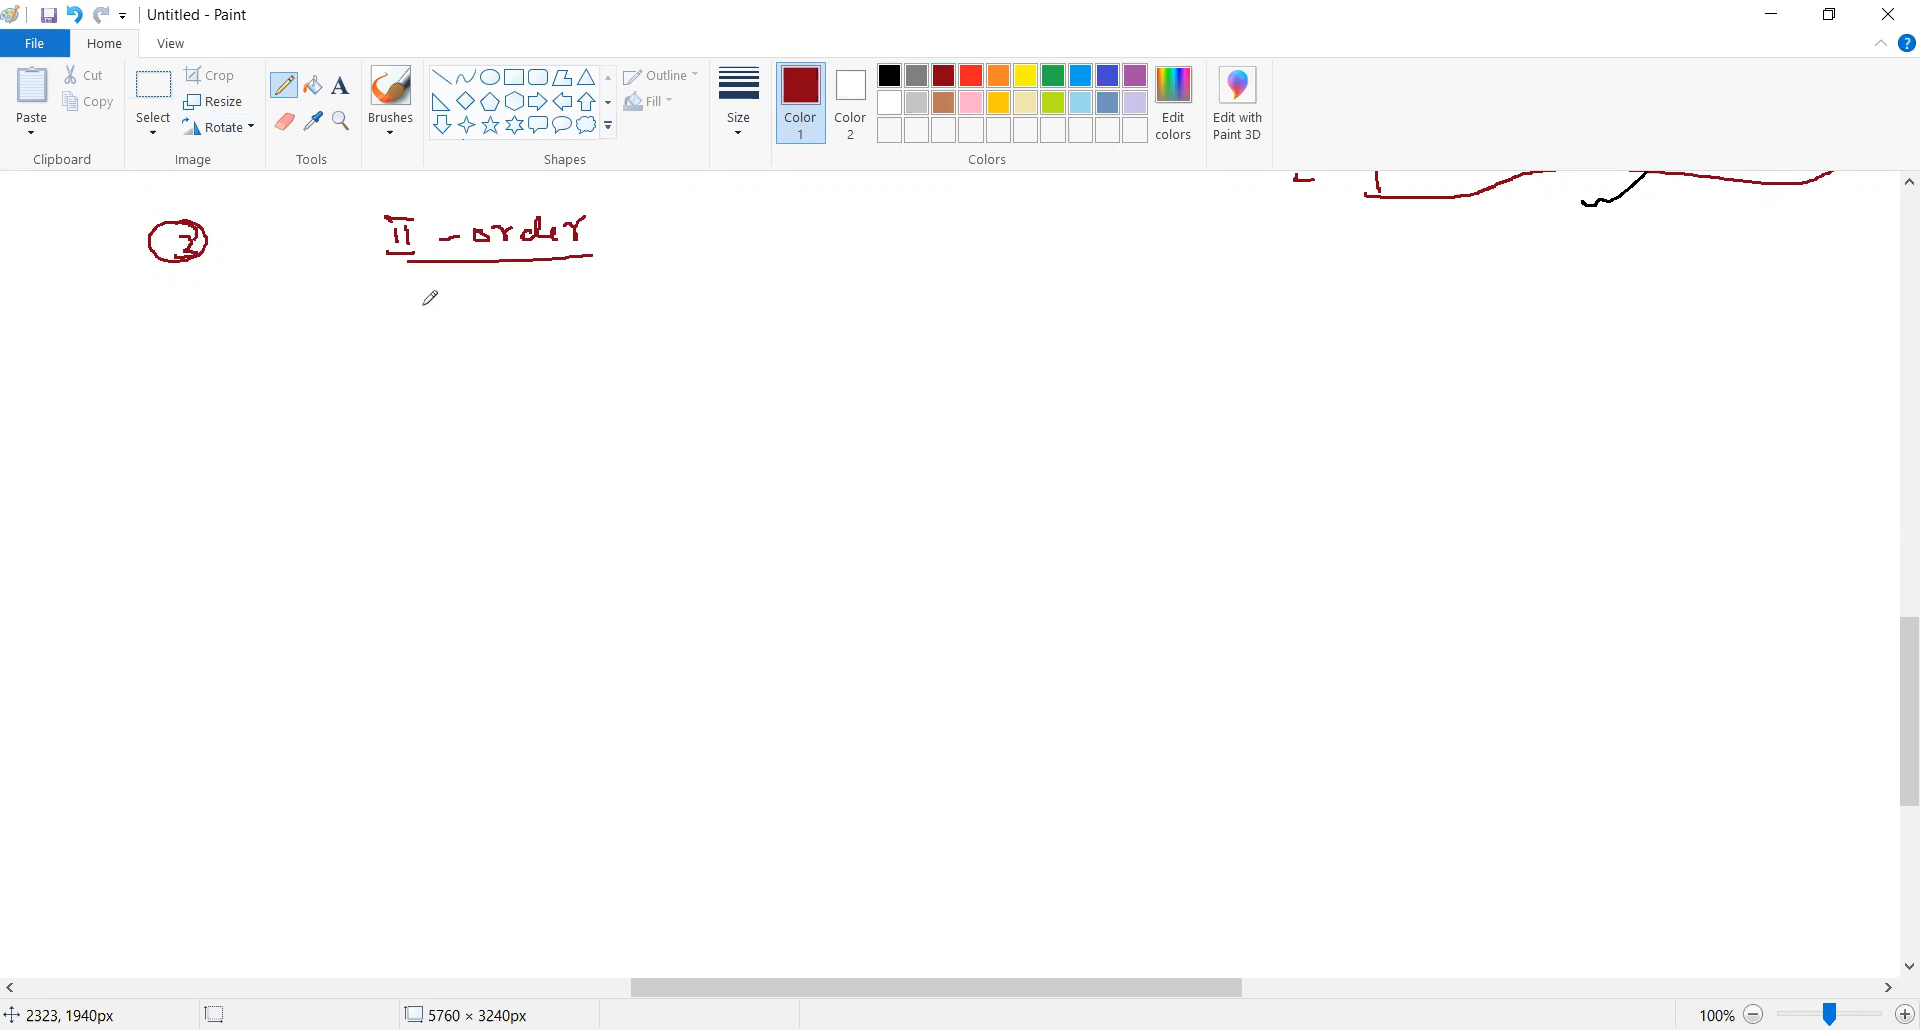 Untitled - Paint
File Home View
Paste
Cut
Copy
Clipboard
Select
Crop
Resize
Rotate
Image
A
Tools
Brushes
Outline
Fill
Shapes
Size
Color 1
Color 2
Edit colors
Colors
Edit with Paint 3D
?
2
II - order
2323, 1940px
5760 × 3240px
100%